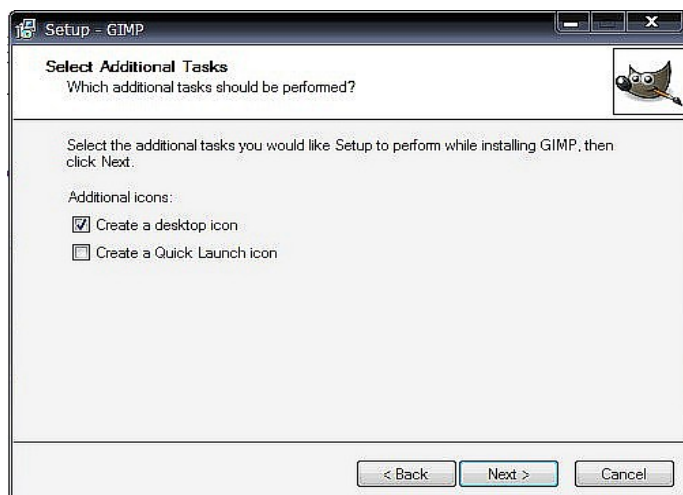 Setup - GIMP
Select Additional Tasks
Which additional tasks should be performed?
Select the additional tasks you would like Setup to perform while installing GIMP, then
click Next.
Additional icons:
Create a desktop icon
Create a Quick Launch icon
< Back
Next >
Cancel